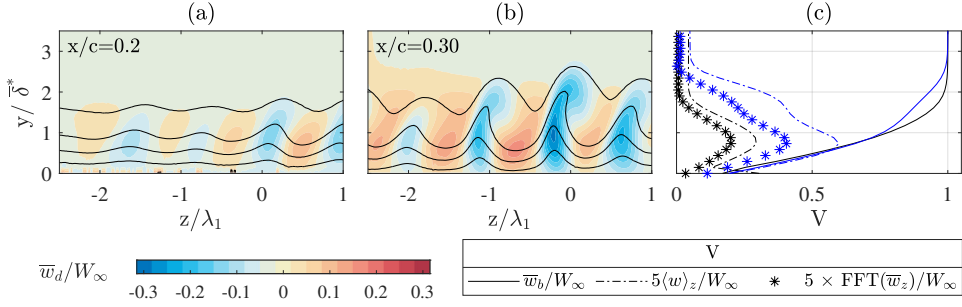 (a)
(b)
(c)
x/c=0.2
x/c=0.30
y/δ̅*
3
2
1
0
-2
-1
0
1
z/λ₁
-2
-1
0
1
z/λ₁
0
0.5
1
V
w̅_d/W_∞
-0.3
-0.2
-0.1
0
0.1
0.2
0.3
V
w̅_b/W_∞
5⟨w⟩_z/W_∞
5 × FFT(w̅_z)/W_∞